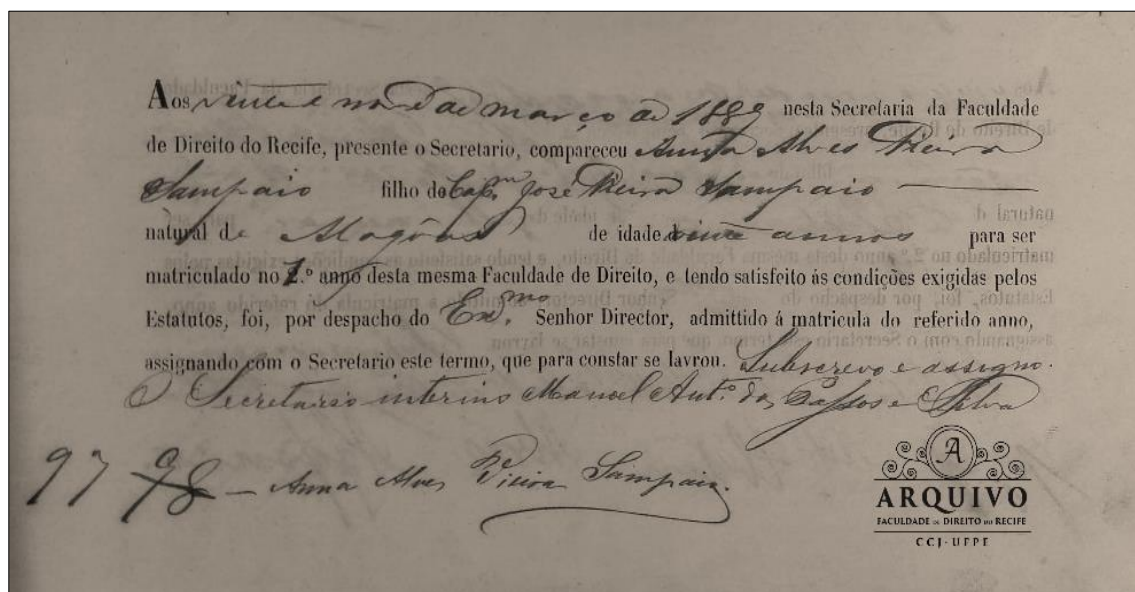 Aos vinte e nove de março de 1889 nesta Secretaria da Faculdade
de Direito do Recife, presente o Secretario, compareceu Anna Alves Vieira
Sampaio filho do Capm José Vieira Sampaio
natural de Alagôas de idade de vinte annos para ser
matriculado no 1.º anno desta mesma Faculdade de Direito, e tendo satisfeito ás condições exigidas pelos
Estatutos, foi, por despacho do Exmo. Senhor Director, admittido á matricula do referido anno,
assignando com o Secretario este termo, que para constar se lavrou. Subscrevo e assigno.
O Secretario interino Manoel Antº dos Passos e Silva
97 98 — Anna Alves Vieira Sampaio.
A
ARQUIVO
FACULDADE DE DIREITO DO RECIFE
CCJ-UFPE